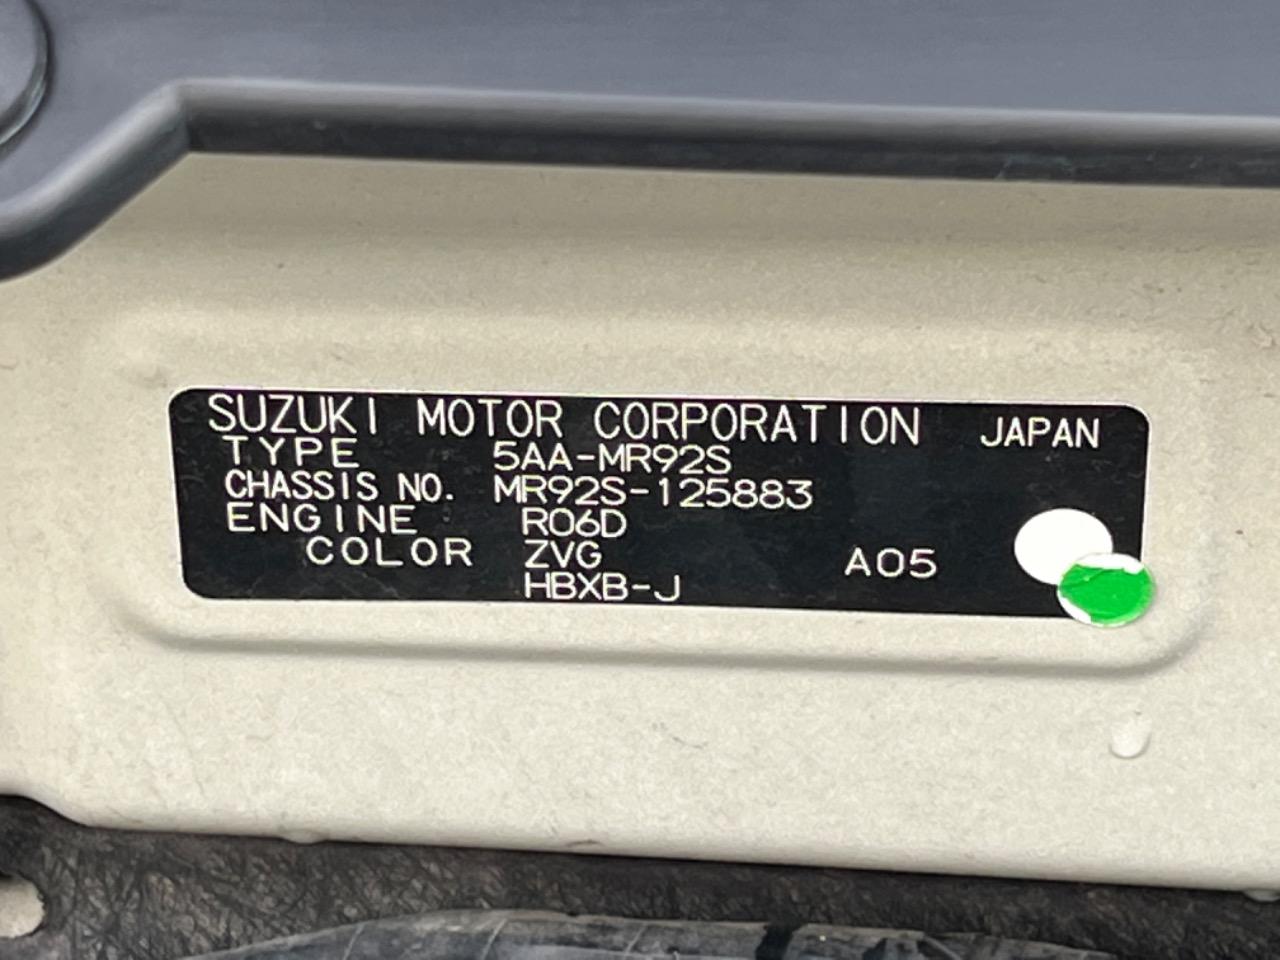 SUZUKI MOTOR CORPORATION JAPAN
TYPE 5AA-MR92S
CHASSIS NO. MR92S-125883
ENGINE R06D
COLOR ZVG A05
HBXB-J